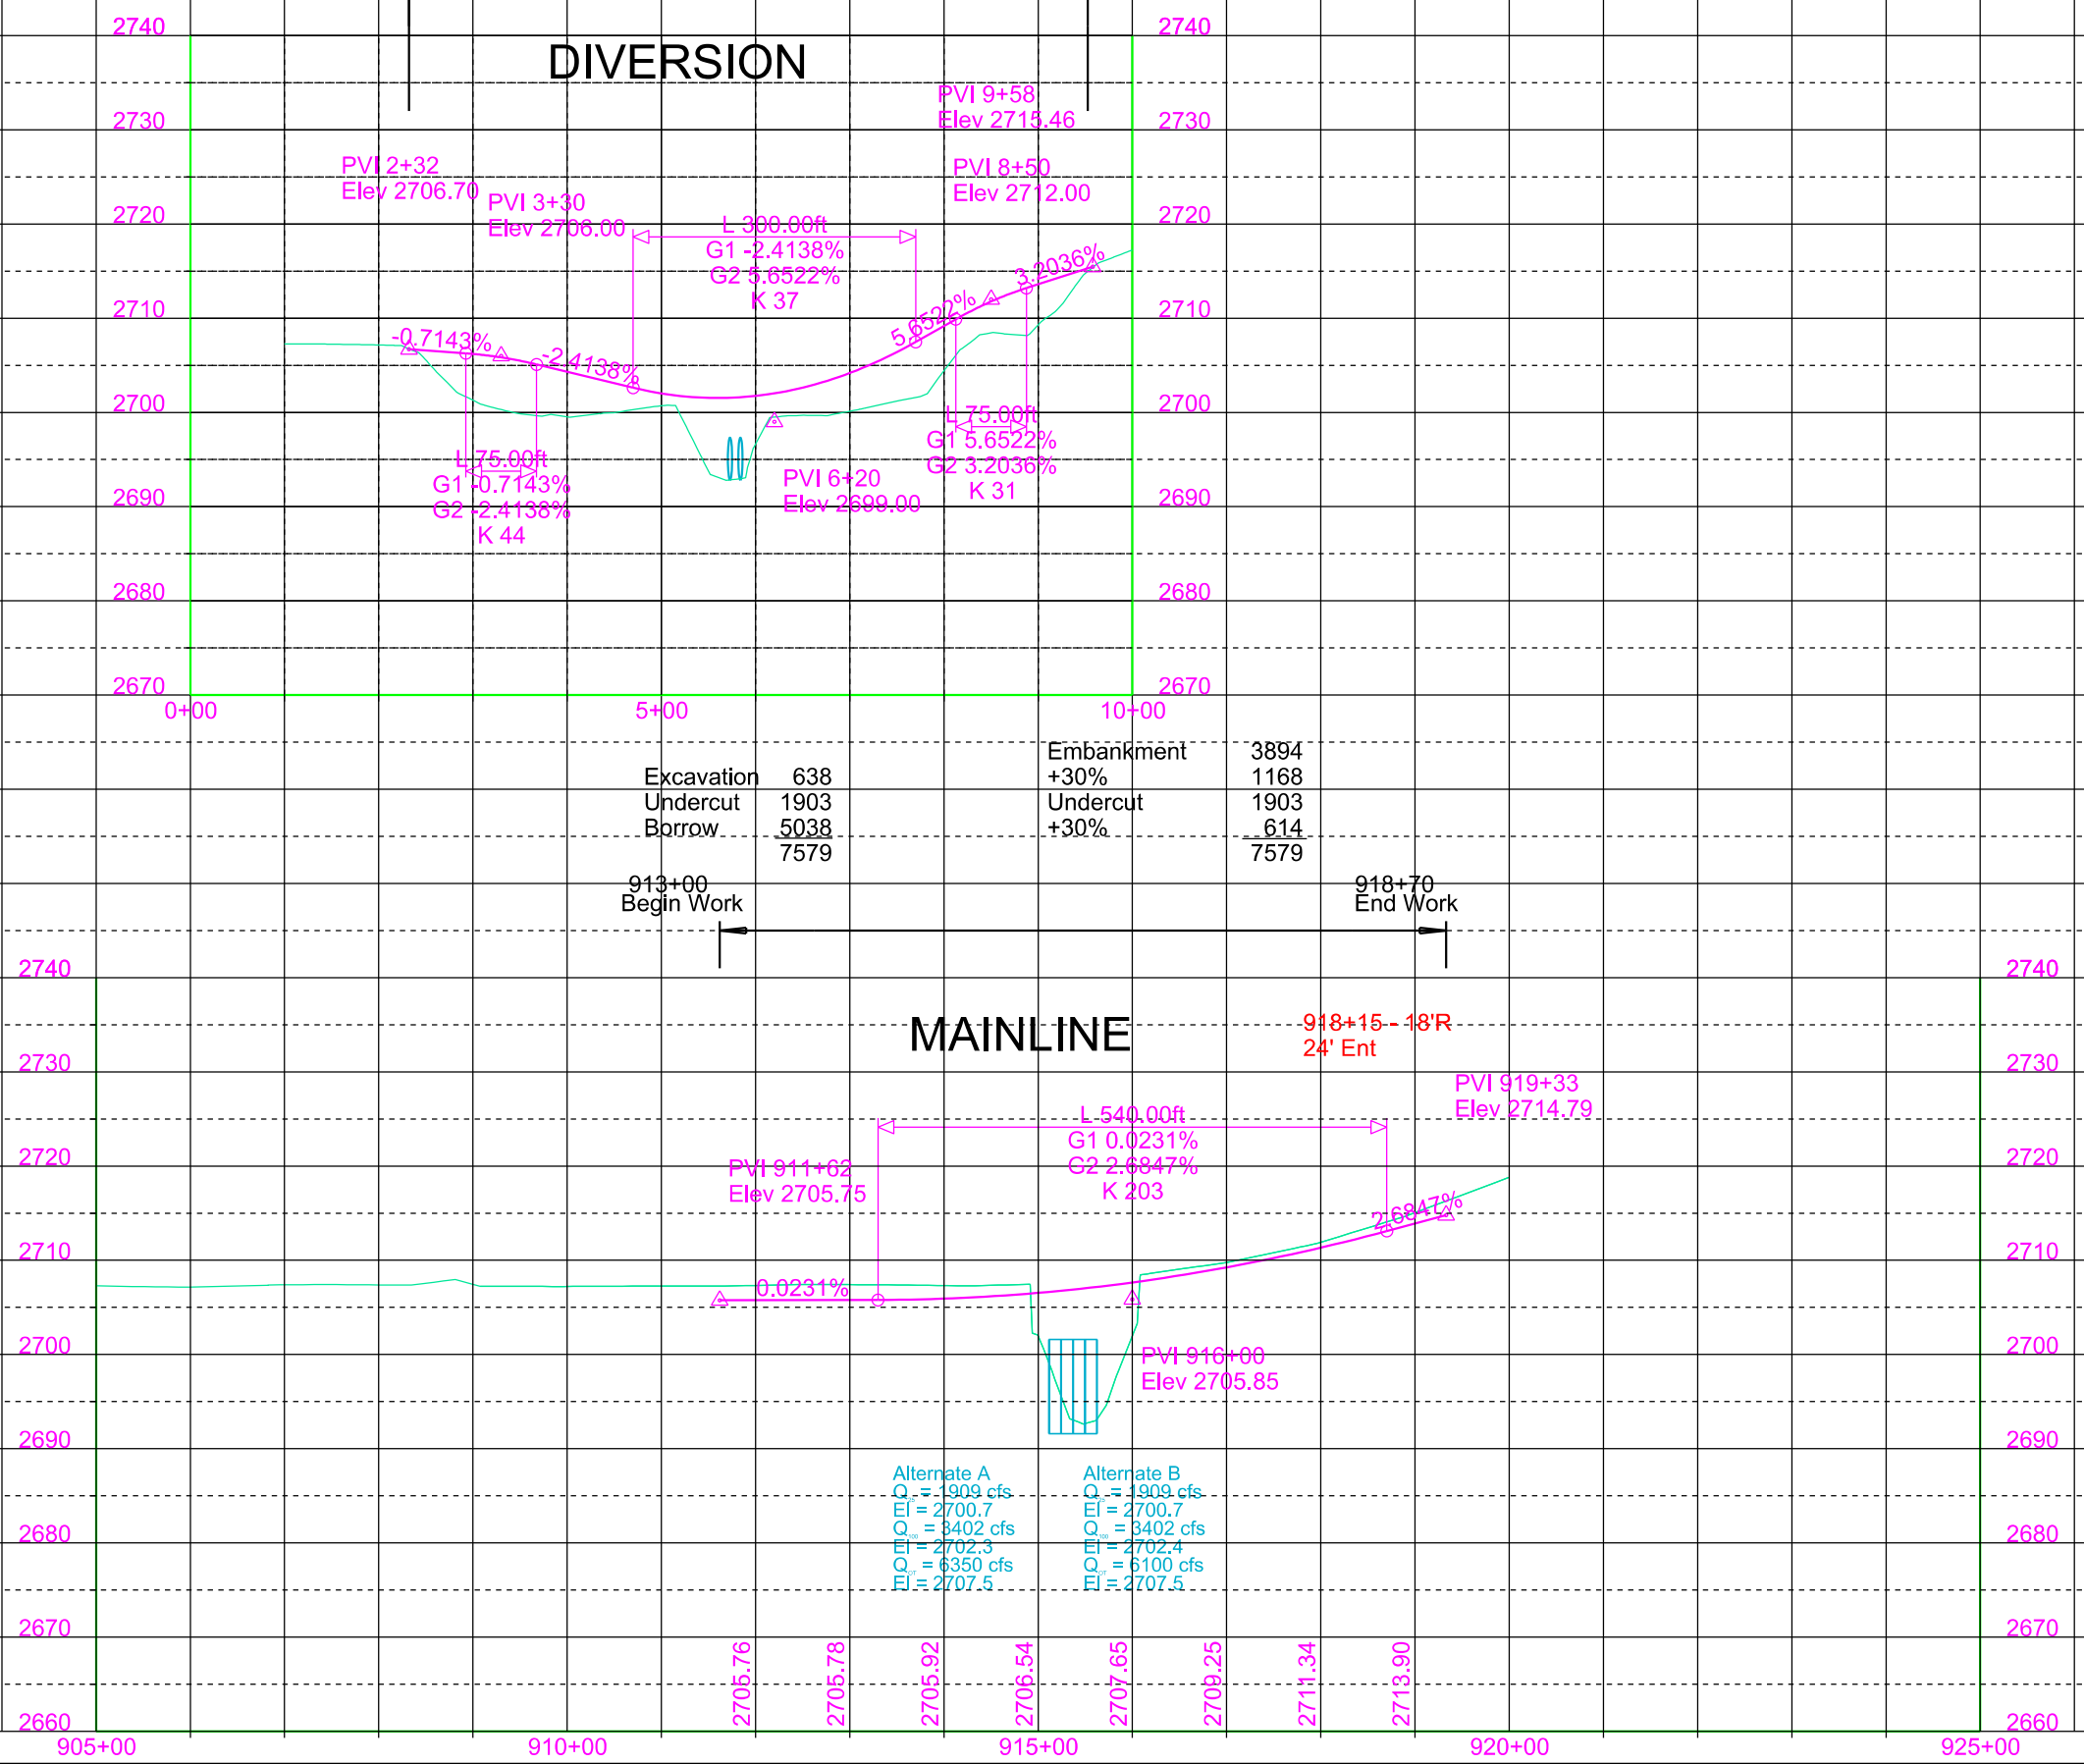 DIVERSION
2740
2740
2730
2730
2720
2720
2710
2710
2700
2700
2690
2690
2680
2680
2670
2670
PVI 9+58
Elev 2715.46
PVI 2+32
Elev 2706.70
PVI 3+30
Elev 2706.00
PVI 8+50
Elev 2712.00
L 300.00ft
G1 -2.4138%
G2 5.6522%
K 37
-0.7143%
-2.4138%
5.6522%
3.2036%
L 75.00ft
G1 -0.7143%
G2 -2.4138%
K 44
PVI 6+20
Elev 2699.00
L 75.00ft
G1 5.6522%
G2 3.2036%
K 31
0+00
5+00
10+00
Excavation 638
Undercut 1903
Borrow 5038
7579
Embankment 3894
+30% 1168
Undercut 1903
+30% 614
7579
913+00
Begin Work
918+70
End Work
MAINLINE
2740
2740
2730
2730
2720
2720
2710
2710
2700
2700
2690
2690
2680
2680
2670
2670
2660
2660
918+15 - 18'R
24' Ent
PVI 919+33
Elev 2714.79
L 540.00ft
G1 0.0231%
G2 2.6847%
K 203
PVI 911+62
Elev 2705.75
0.0231%
2.6847%
PVI 916+00
Elev 2705.85
Alternate A
Q = 1909 cfs
El = 2700.7
Q100 = 3402 cfs
El = 2702.3
Q = 6350 cfs
El = 2707.5
Alternate B
Q = 1909 cfs
El = 2700.7
Q100 = 3402 cfs
El = 2702.4
Q = 6100 cfs
El = 2707.5
2705.76
2705.78
2705.92
2706.54
2707.65
2709.25
2711.34
2713.90
905+00
910+00
915+00
920+00
925+00